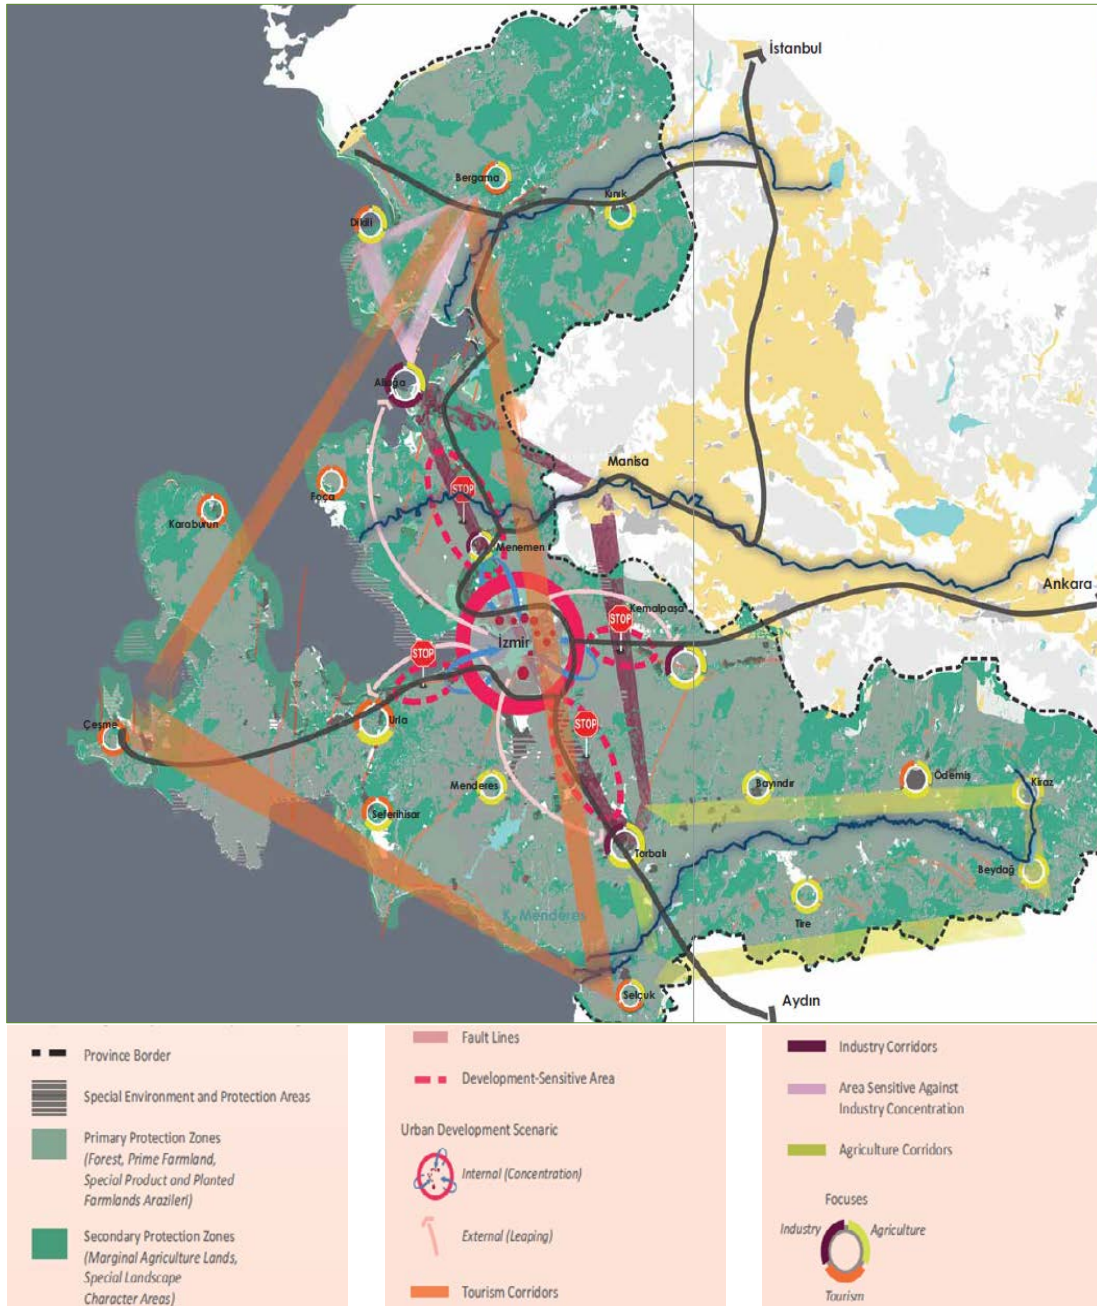 İstanbul
Bergama
Kınık
Dikili
Aliağa
Manisa
STOP
Foça
Karaburun
Menemen
Ankara
Kemalpaşa
STOP
İzmir
STOP
Urla
Çeşme
STOP
Menderes
Bayındır
Ödemiş
Kiraz
Seferihisar
Torbalı
Beydağ
K. Menderes
Tire
Selçuk
Aydın
Province Border
Special Environment and Protection Areas
Primary Protection Zones
(Forest, Prime Farmland,
Special Product and Planted
Farmlands Arazileri)
Secondary Protection Zones
(Marginal Agriculture Lands,
Special Landscape
Character Areas)
Fault Lines
Development-Sensitive Area
Urban Development Scenaric
Internal (Concentration)
External (Leaping)
Tourism Corridors
Industry Corridors
Area Sensitive Against
Industry Concentration
Agriculture Corridors
Focuses
Industry
Agriculture
Tourism